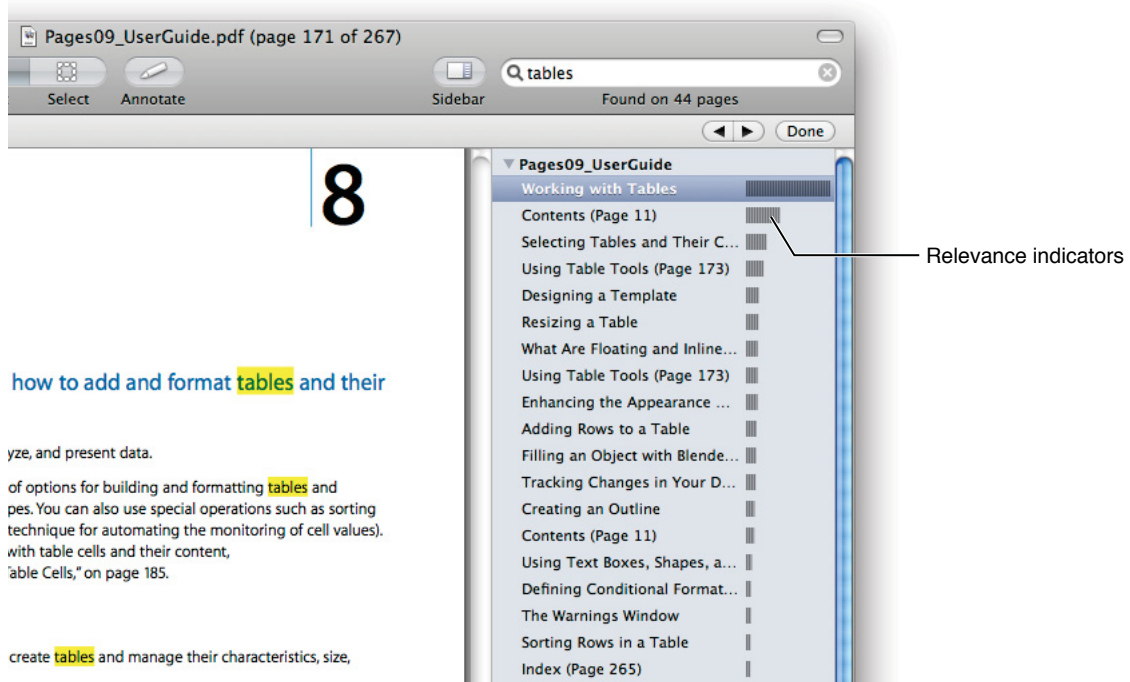 Pages09_UserGuide.pdf (page 171 of 267)
tables
Select Annotate Sidebar Found on 44 pages
Done
8
how to add and format tables and their
yze, and present data.
of options for building and formatting tables and
pes. You can also use special operations such as sorting
technique for automating the monitoring of cell values).
with table cells and their content,
Table Cells," on page 185.
create tables and manage their characteristics, size,
Pages09_UserGuide
Working with Tables
Contents (Page 11)
Selecting Tables and Their C...
Using Table Tools (Page 173)
Designing a Template
Resizing a Table
What Are Floating and Inline...
Using Table Tools (Page 173)
Enhancing the Appearance ...
Adding Rows to a Table
Filling an Object with Blende...
Tracking Changes in Your D...
Creating an Outline
Contents (Page 11)
Using Text Boxes, Shapes, a...
Defining Conditional Format...
The Warnings Window
Sorting Rows in a Table
Index (Page 265)
Relevance indicators